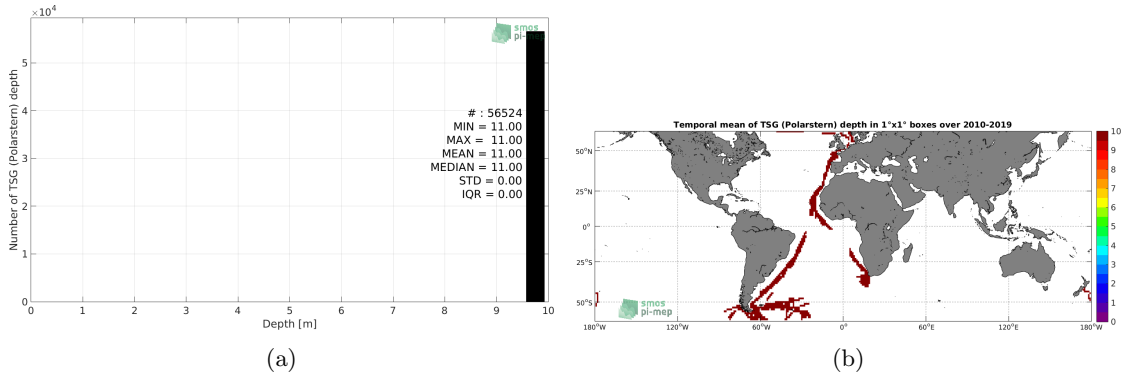 ×10⁴
5
4
3
2
1
0
Number of TSG (Polarstern) depth
smos
pi-mep
# : 56524
MIN = 11.00
MAX = 11.00
MEAN = 11.00
MEDIAN = 11.00
STD = 0.00
IQR = 0.00
0 1 2 3 4 5 6 7 8 9 10
Depth [m]
(a)
Temporal mean of TSG (Polarstern) depth in 1°x1° boxes over 2010-2019
50°N
25°N
0°
25°S
50°S
smos
pi-mep
180°W 120°W 60°W 0° 60°E 120°E 180°W
10
9
8
7
6
5
4
3
2
1
0
(b)